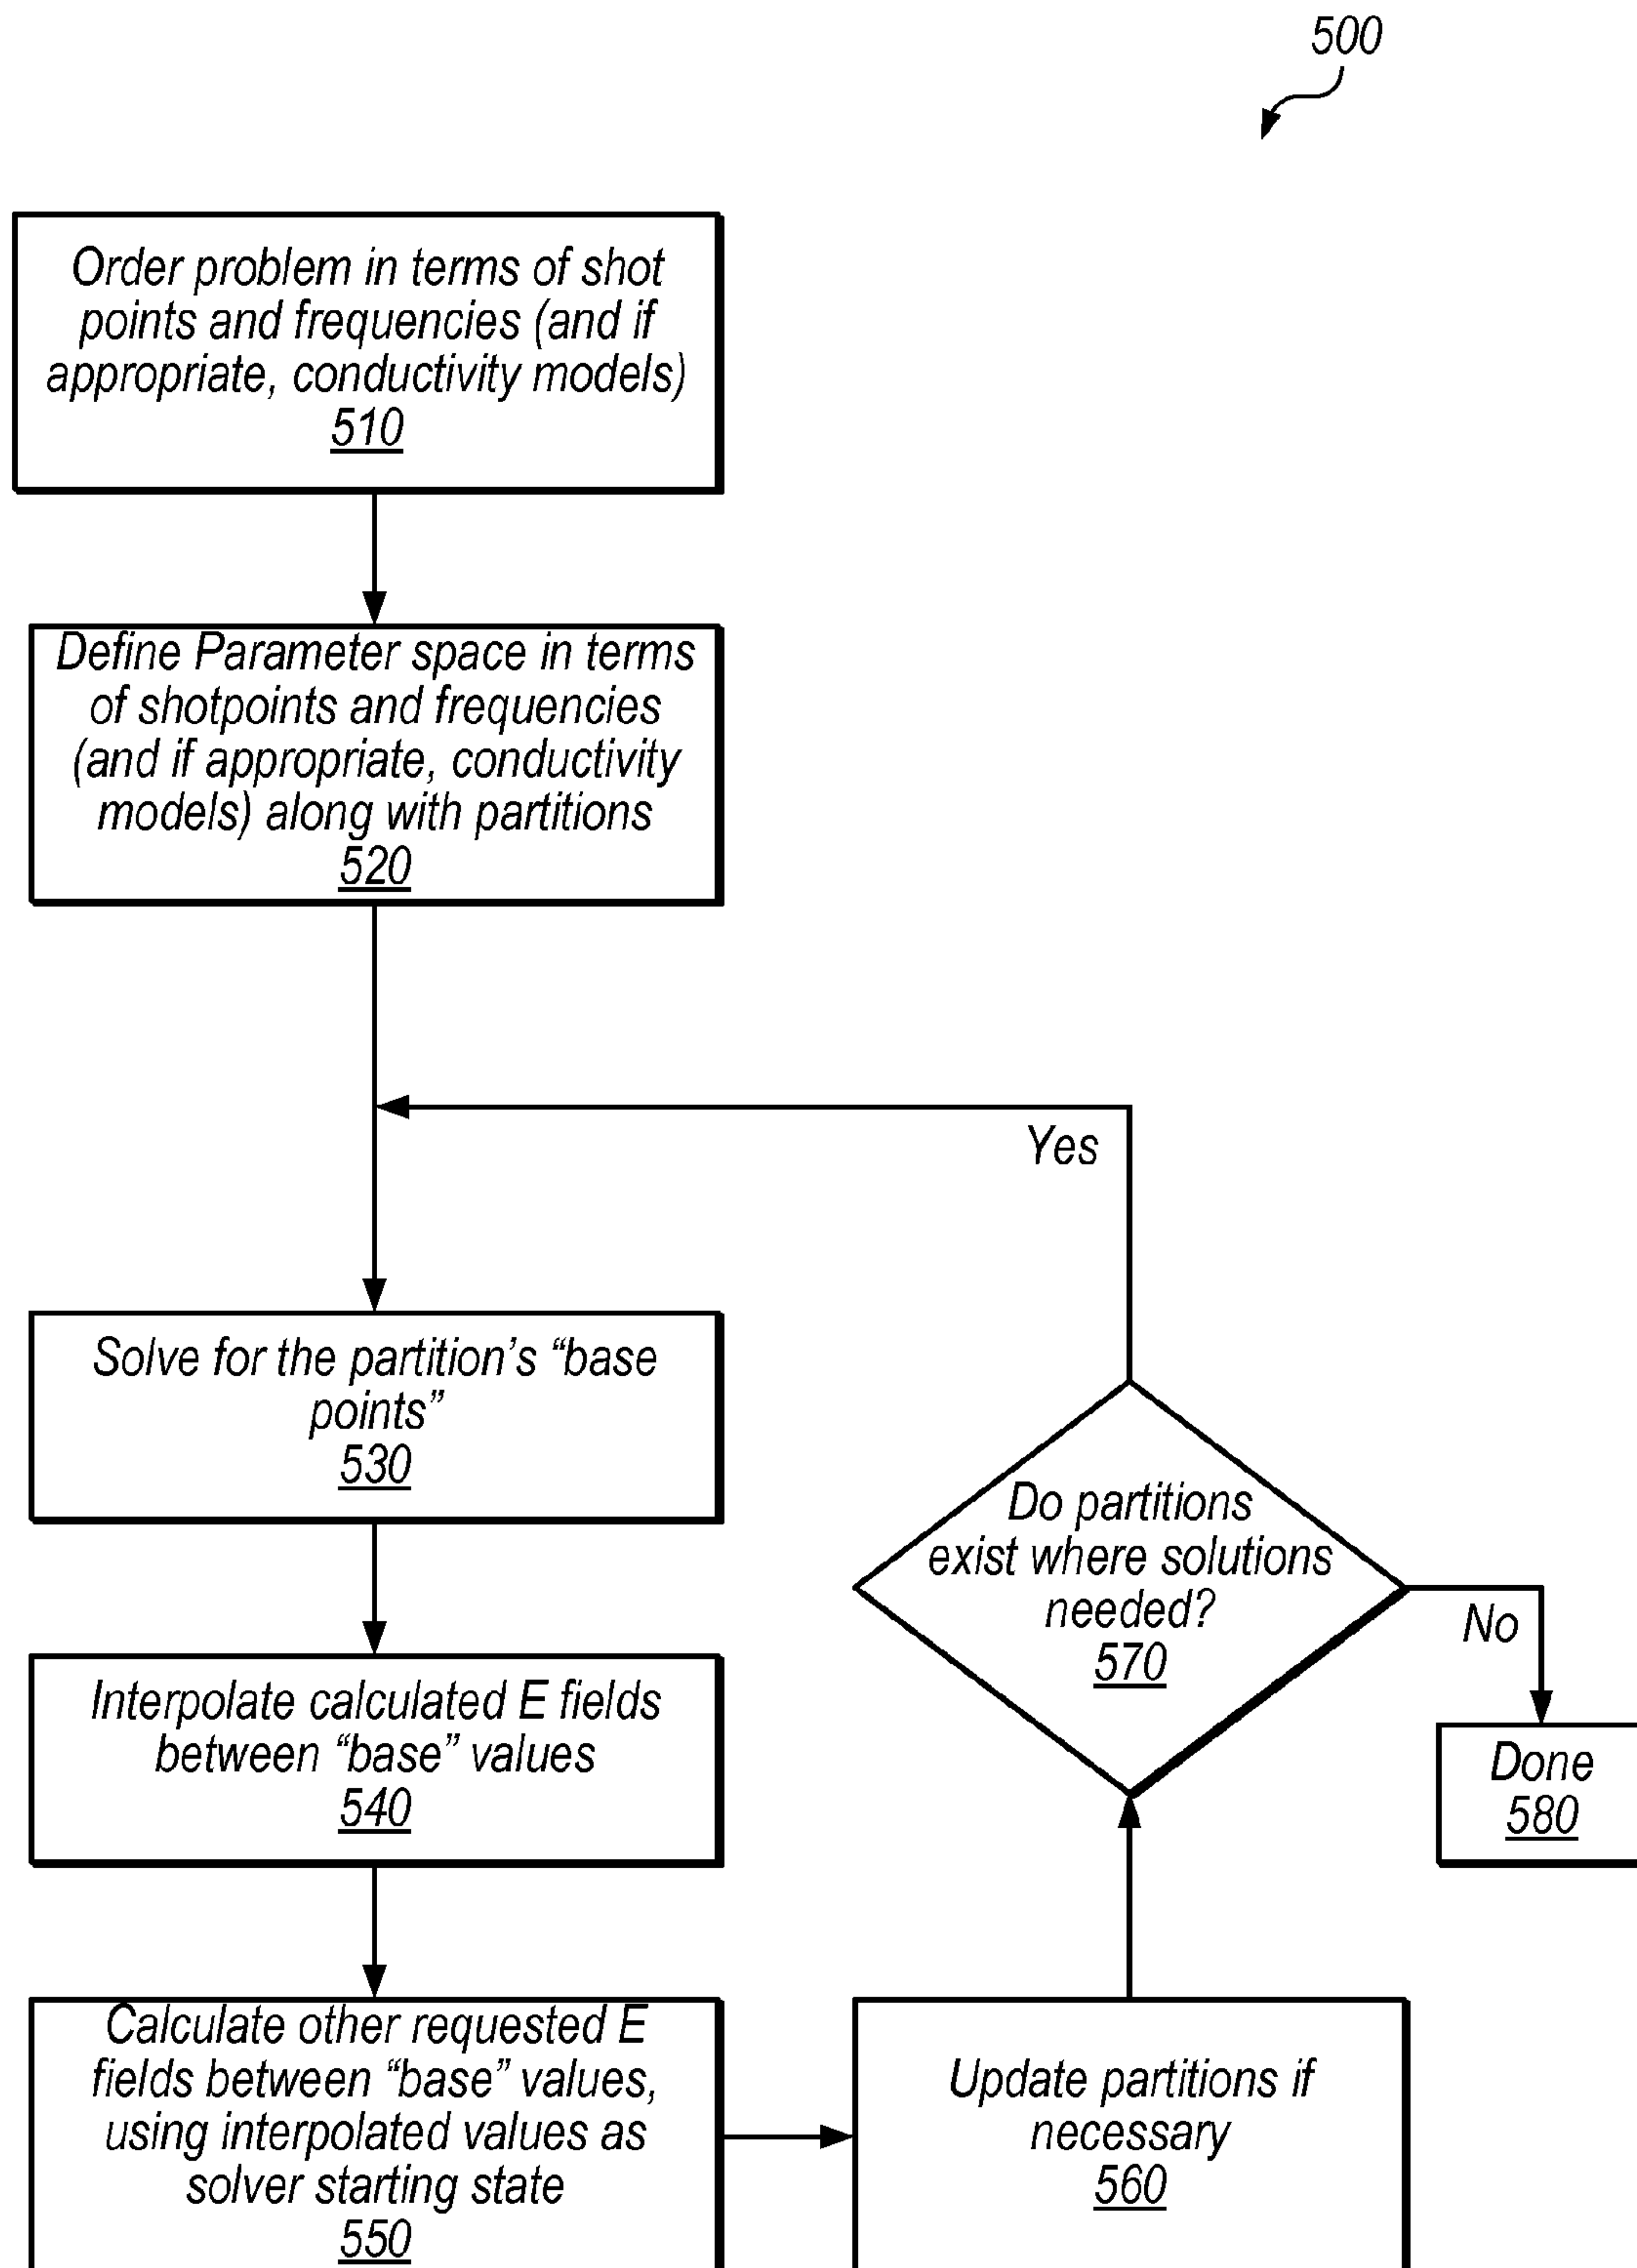 500
Order problem in terms of shot
points and frequencies (and if
appropriate, conductivity models)
510
Define Parameter space in terms
of shotpoints and frequencies
(and if appropriate, conductivity
models) along with partitions
520
Yes
Solve for the partition’s “base
points”
530
Do partitions
exist where solutions
needed?
570
No
Interpolate calculated E fields
between “base” values
540
Done
580
Calculate other requested E
fields between “base” values,
using interpolated values as
solver starting state
550
Update partitions if
necessary
560